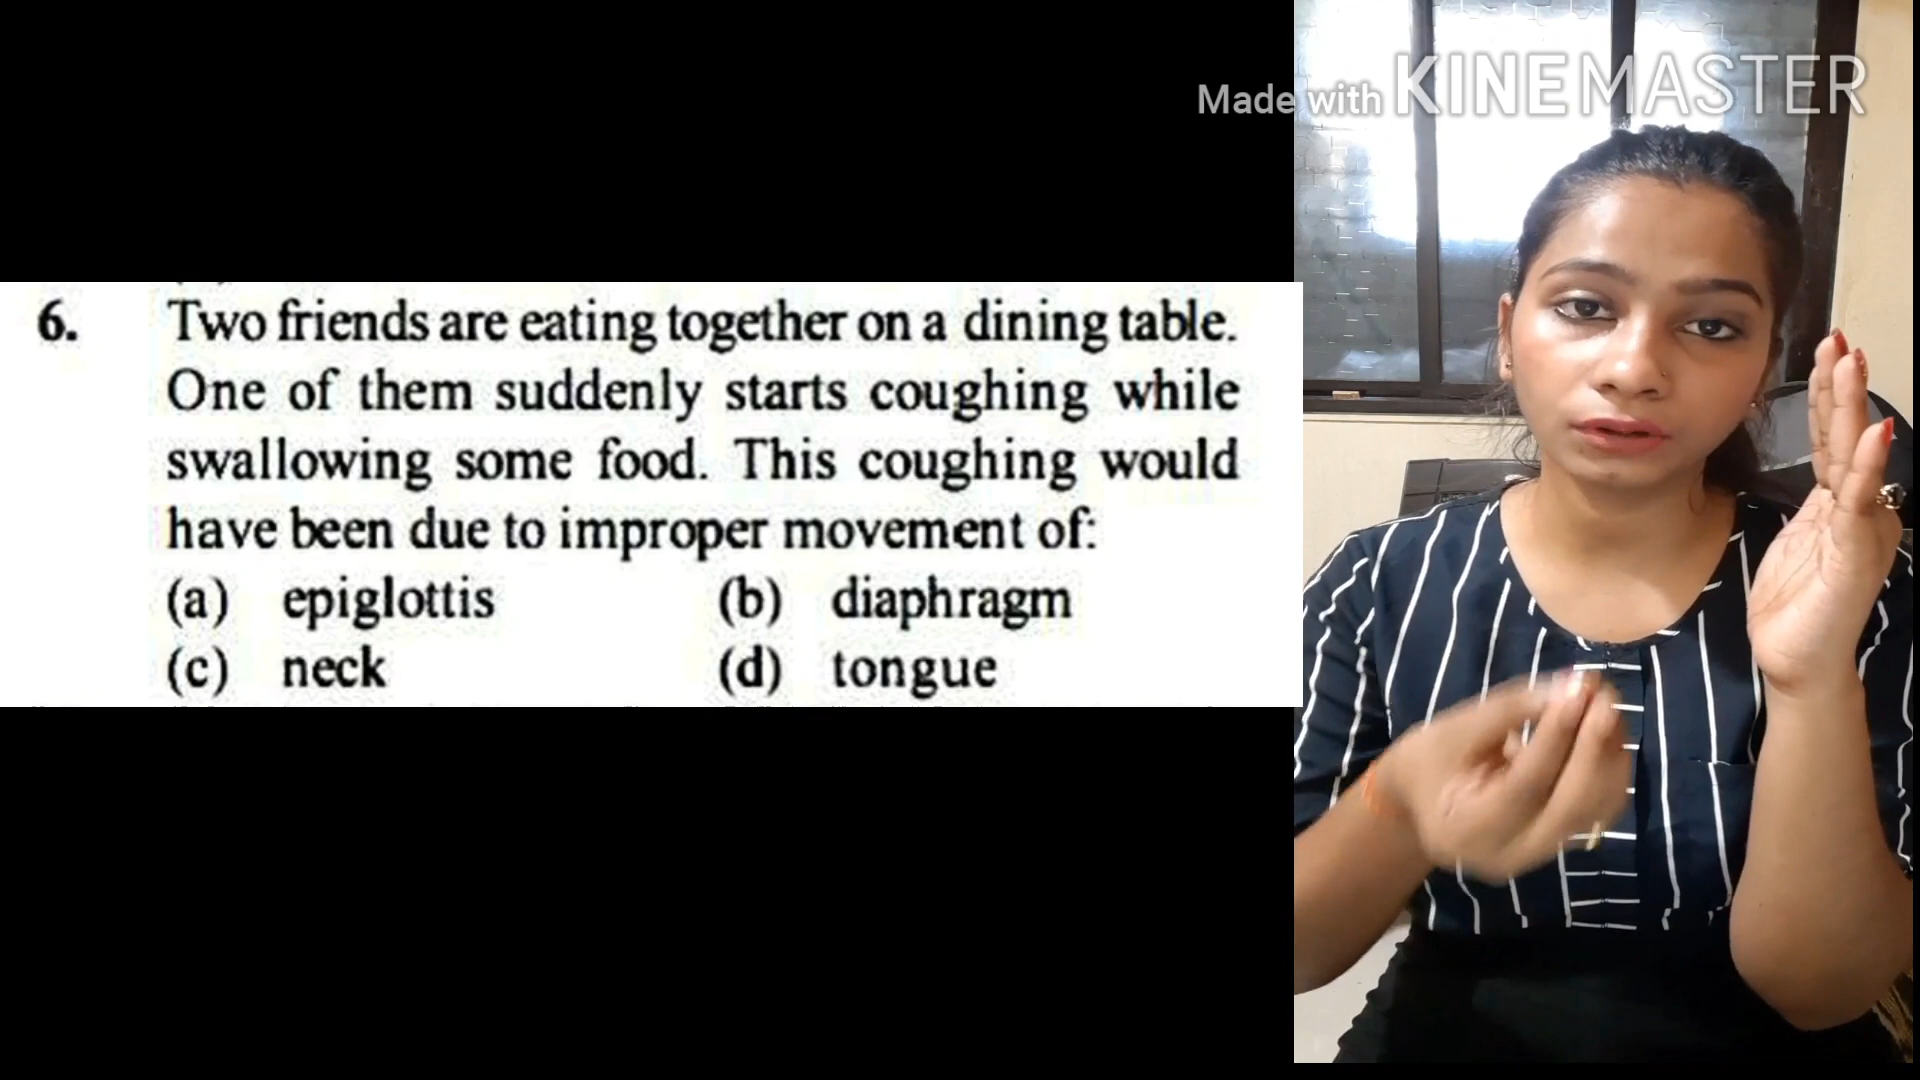 Made with KINEMASTER
6. Two friends are eating together on a dining table.
One of them suddenly starts coughing while
swallowing some food. This coughing would
have been due to improper movement of:
(a) epiglottis (b) diaphragm
(c) neck (d) tongue